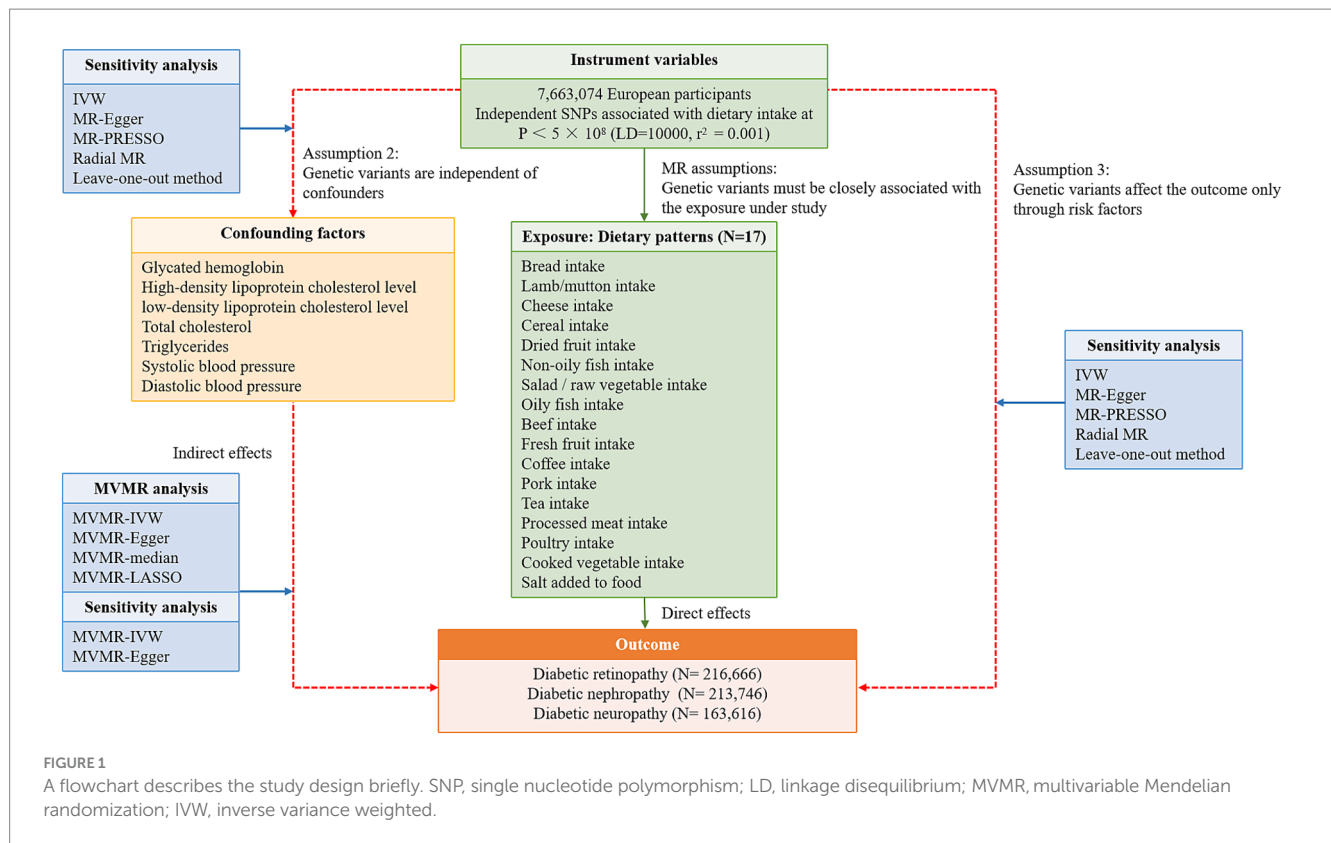 Sensitivity analysis
IVW
MR-Egger
MR-PRESSO
Radial MR
Leave-one-out method
Instrument variables
7,663,074 European participants
Independent SNPs associated with dietary intake at
P < 5 × 10⁸ (LD=10000, r² = 0.001)
Assumption 2:
Genetic variants are independent of
confounders
MR assumptions:
Genetic variants must be closely associated with
the exposure under study
Assumption 3:
Genetic variants affect the outcome only
through risk factors
Confounding factors
Glycated hemoglobin
High-density lipoprotein cholesterol level
low-density lipoprotein cholesterol level
Total cholesterol
Triglycerides
Systolic blood pressure
Diastolic blood pressure
Exposure: Dietary patterns (N=17)
Bread intake
Lamb/mutton intake
Cheese intake
Cereal intake
Dried fruit intake
Non-oily fish intake
Salad / raw vegetable intake
Oily fish intake
Beef intake
Fresh fruit intake
Coffee intake
Pork intake
Tea intake
Processed meat intake
Poultry intake
Cooked vegetable intake
Salt added to food
Sensitivity analysis
IVW
MR-Egger
MR-PRESSO
Radial MR
Leave-one-out method
Indirect effects
MVMR analysis
MVMR-IVW
MVMR-Egger
MVMR-median
MVMR-LASSO
Sensitivity analysis
MVMR-IVW
MVMR-Egger
Direct effects
Outcome
Diabetic retinopathy (N= 216,666)
Diabetic nephropathy (N= 213,746)
Diabetic neuropathy (N= 163,616)
FIGURE 1
A flowchart describes the study design briefly. SNP, single nucleotide polymorphism; LD, linkage disequilibrium; MVMR, multivariable Mendelian
randomization; IVW, inverse variance weighted.